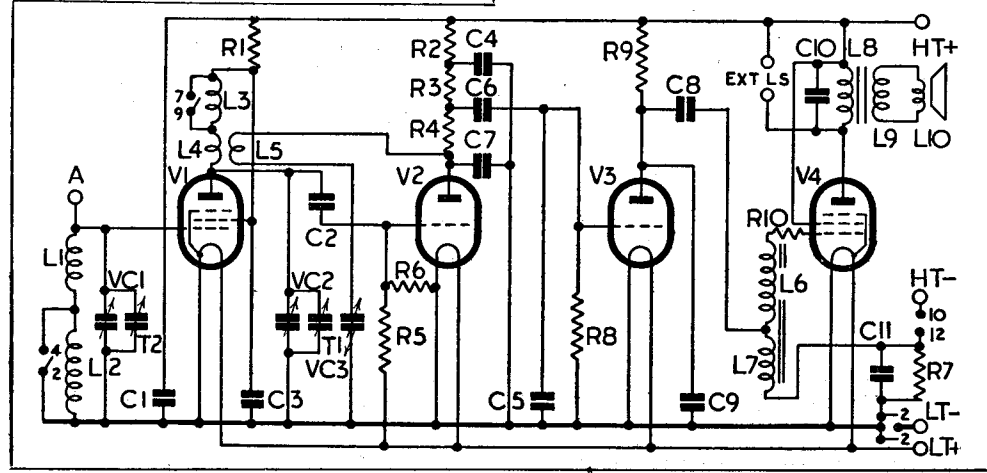 R1
R2
C4
R9
C10
L8
HT+
EXT LS
7
9
L3
R3
C6
C8
R4
C7
L4
L5
L9
L10
A
V1
V2
V3
V4
C2
R10
L1
VC1
VC2
R6
L6
HT-
10
12
4
2
L2
T2
T1
VC3
R5
R8
L7
C11
R7
C1
C3
C5
C9
2
LT-
2
LT+